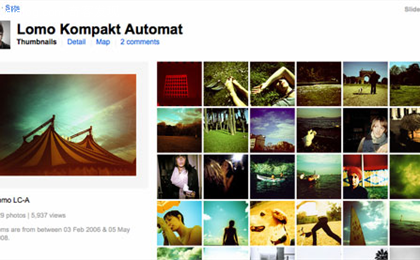 · Sets
Slide
Lomo Kompakt Automat
Thumbnails Detail Map 2 comments
omo LC-A
9 photos | 5,937 views
ms are from between 03 Feb 2006 & 05 May
008.